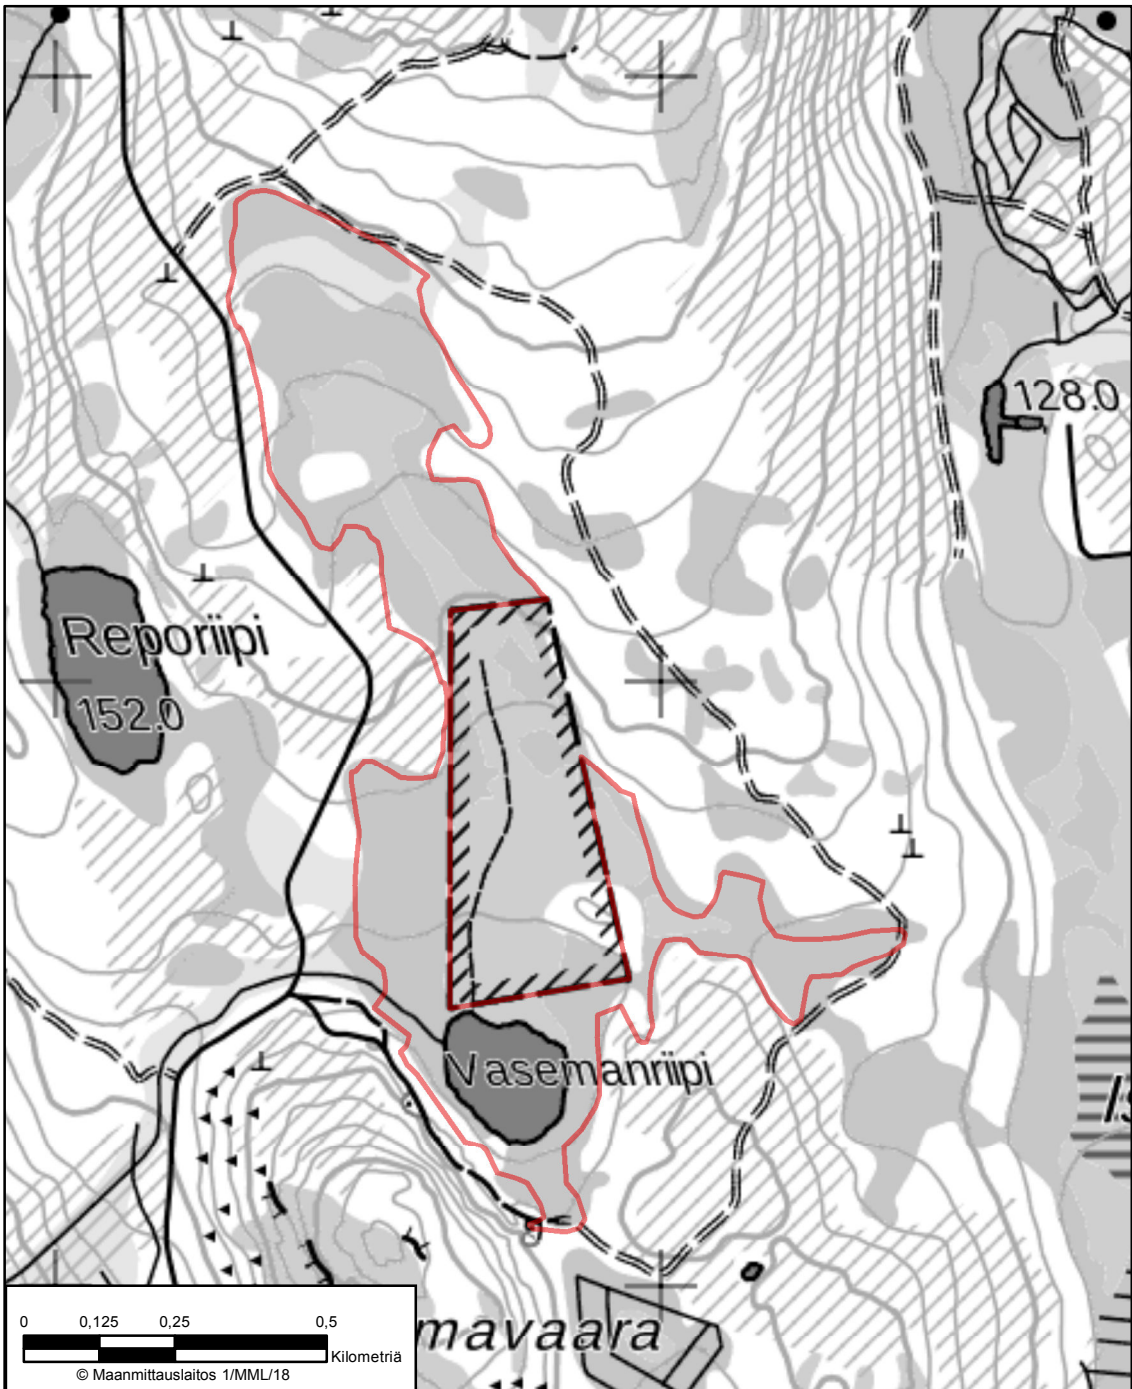 128.0
Reporiipi
152.0
Vasemanriipi
Is
mavaara
0 0,125 0,25 0,5
Kilometriä
© Maanmittauslaitos 1/MML/18